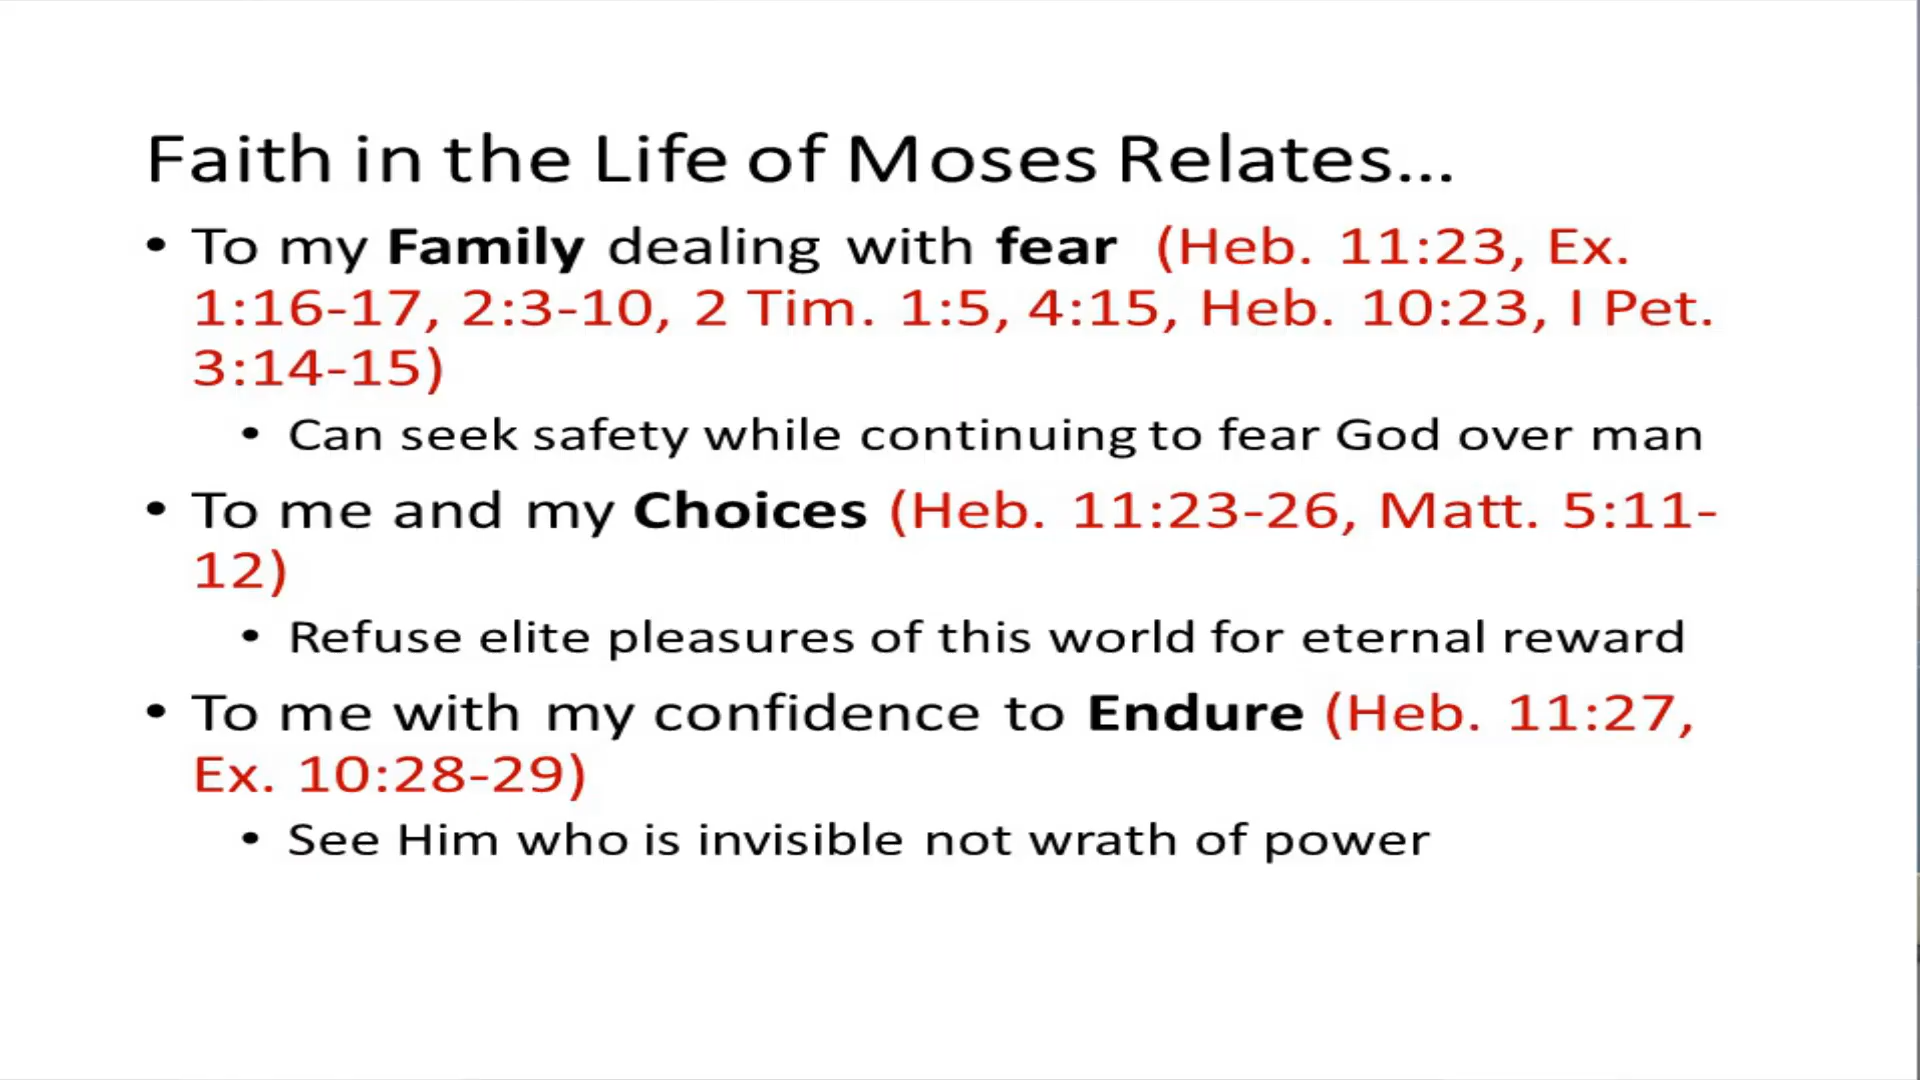 Faith in the Life of Moses Relates...
• To my Family dealing with fear (Heb. 11:23, Ex.
1:16-17, 2:3-10, 2 Tim. 1:5, 4:15, Heb. 10:23, I Pet.
3:14-15)
• Can seek safety while continuing to fear God over man
• To me and my Choices (Heb. 11:23-26, Matt. 5:11-
12)
• Refuse elite pleasures of this world for eternal reward
• To me with my confidence to Endure (Heb. 11:27,
Ex. 10:28-29)
• See Him who is invisible not wrath of power